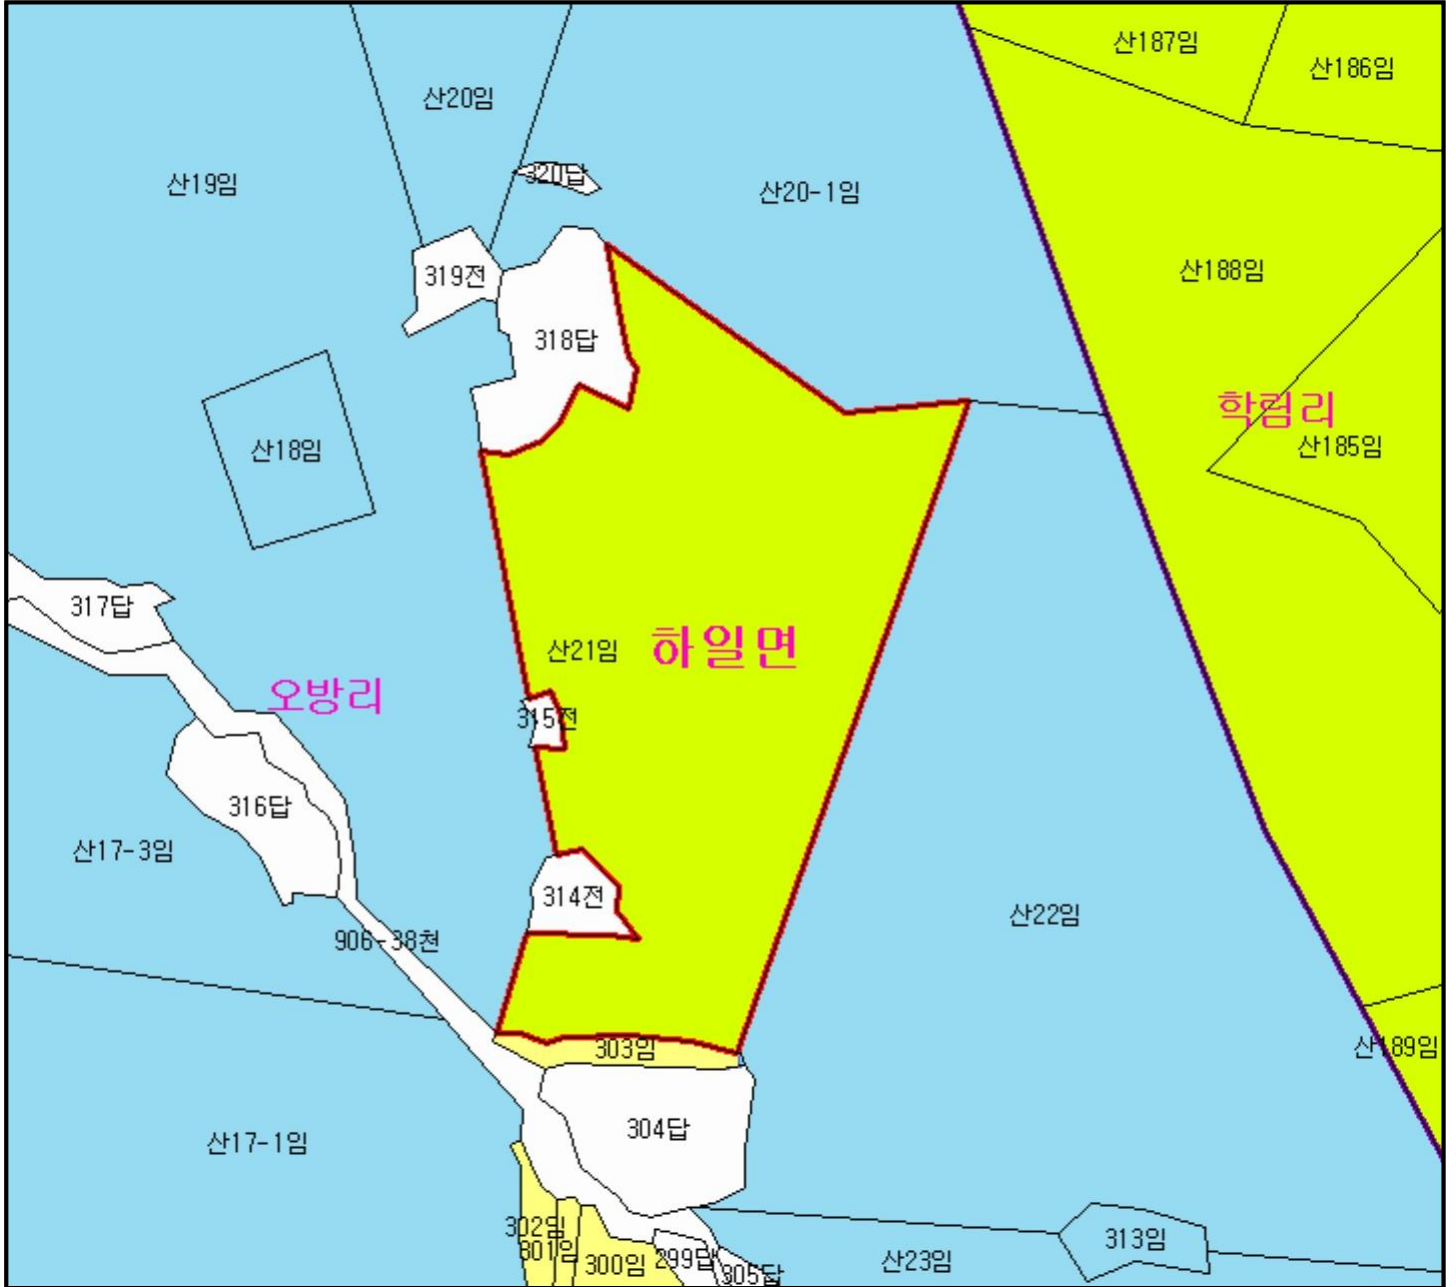 산187임
산186임
산20임
320답
산19임
산20-1임
319전
산188임
318답
학림리
산18임
산185임
317답
산21임
하일면
오방리
315전
316답
산17-3임
314전
산22임
906-38천
303임
산189임
304답
산17-1임
302임
301임
300임
299답
305답
산23임
313임